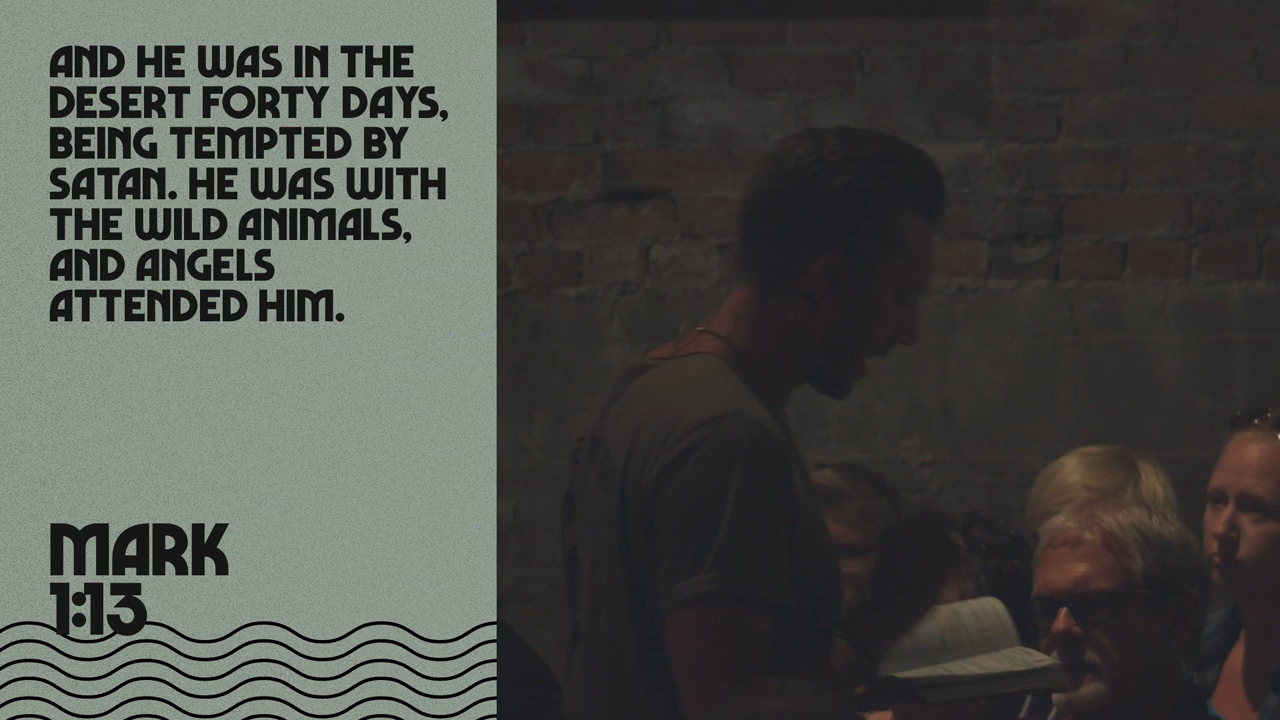 AND HE WAS IN THE
DESERT FORTY DAYS,
BEING TEMPTED BY
SATAN. HE WAS WITH
THE WILD ANIMALS,
AND ANGELS
ATTENDED HIM.
MARK
1:13